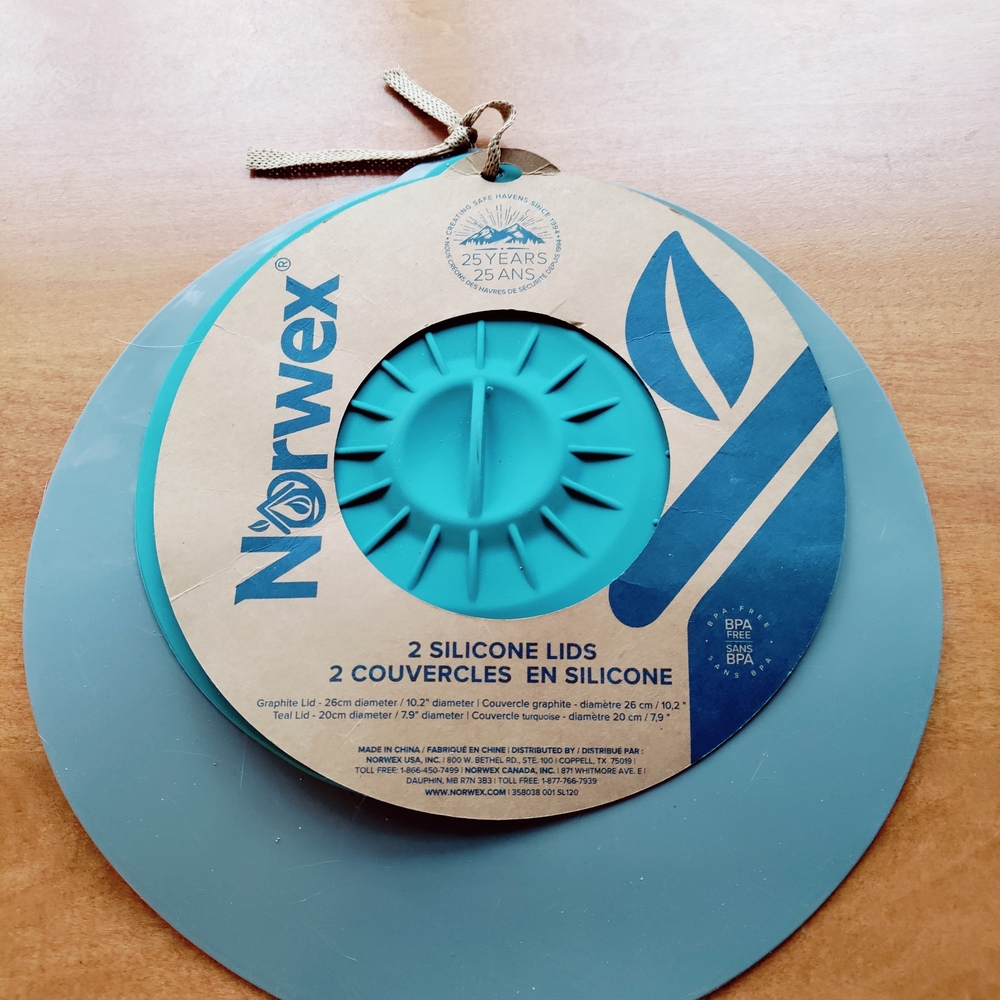 CREATING SAFE HAVENS SINCE 1994
25 YEARS
25 ANS
NOUS CRÉONS DES HAVRES DE SÉCURITÉ DEPUIS 1994
Norwex®
BPA FREE
BPA
FREE
SANS
BPA
SANS BPA
2 SILICONE LIDS
2 COUVERCLES EN SILICONE
Graphite Lid - 26cm diameter / 10.2" diameter | Couvercle graphite - diamètre 26 cm / 10,2 "
Teal Lid - 20cm diameter / 7.9" diameter | Couvercle turquoise - diamètre 20 cm / 7,9 "
MADE IN CHINA / FABRIQUÉ EN CHINE | DISTRIBUTED BY / DISTRIBUÉ PAR :
NORWEX USA, INC. | 800 W. BETHEL RD., STE. 100 | COPPELL, TX 75019 |
TOLL FREE: 1-866-450-7499 | NORWEX CANADA, INC. | 871 WHITMORE AVE. E |
DAUPHIN, MB R7N 3B3 | TOLL FREE: 1-877-766-7939
WWW.NORWEX.COM | 358038 001 SL120